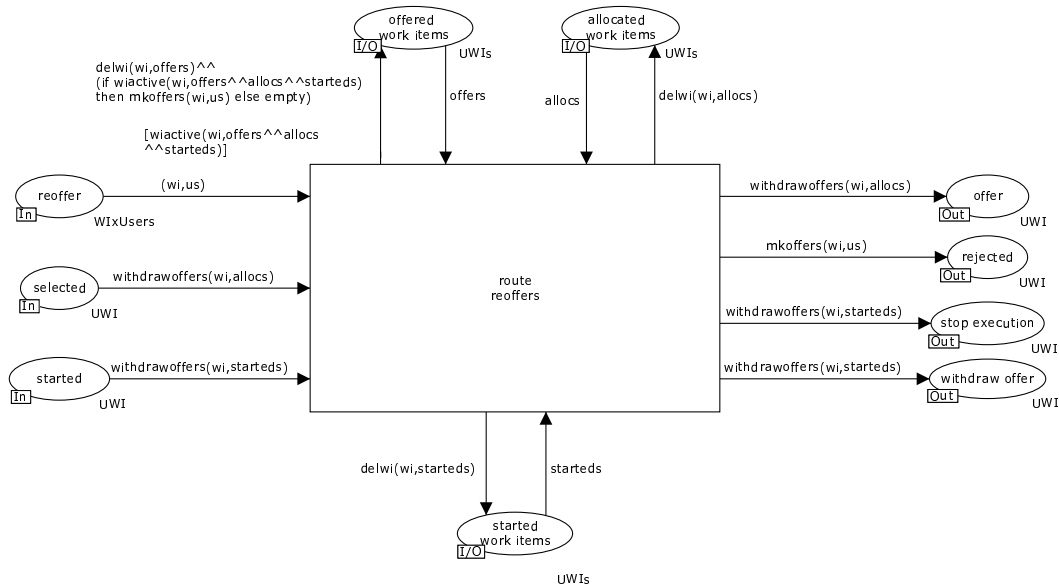 offered
work items
I/O
UWIs
allocated
work items
I/O
UWIs
delwi(wi,offers)^^
(if wiactive(wi,offers^^allocs^^starteds)
then mkoffers(wi,us) else empty)
offers
allocs
delwi(wi,allocs)
[wiactive(wi,offers^^allocs
^^starteds)]
reoffer
In
WIxUsers
(wi,us)
withdrawoffers(wi,allocs)
offer
Out
UWI
mkoffers(wi,us)
rejected
Out
UWI
selected
In
UWI
withdrawoffers(wi,allocs)
route
reoffers
withdrawoffers(wi,starteds)
stop execution
Out
UWI
started
In
UWI
withdrawoffers(wi,starteds)
withdrawoffers(wi,starteds)
withdraw offer
Out
UWI
delwi(wi,starteds)
starteds
started
work items
I/O
UWIs